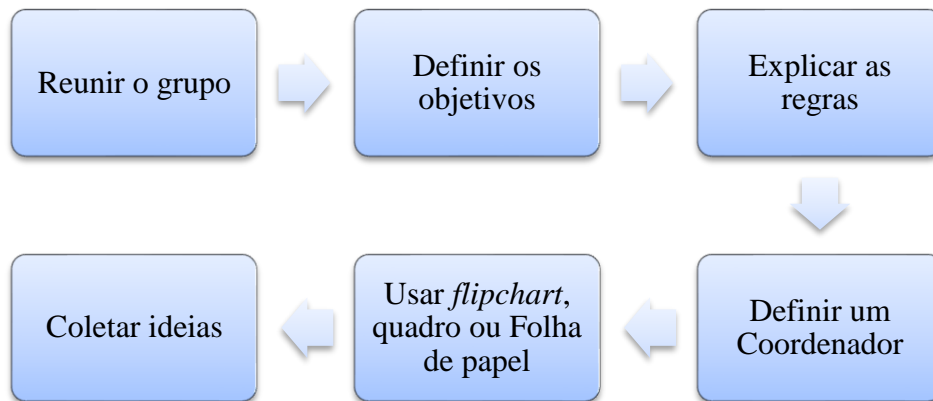 Reunir o grupo
Definir os
objetivos
Explicar as
regras
Definir um
Coordenador
Usar flipchart,
quadro ou Folha
de papel
Coletar ideias